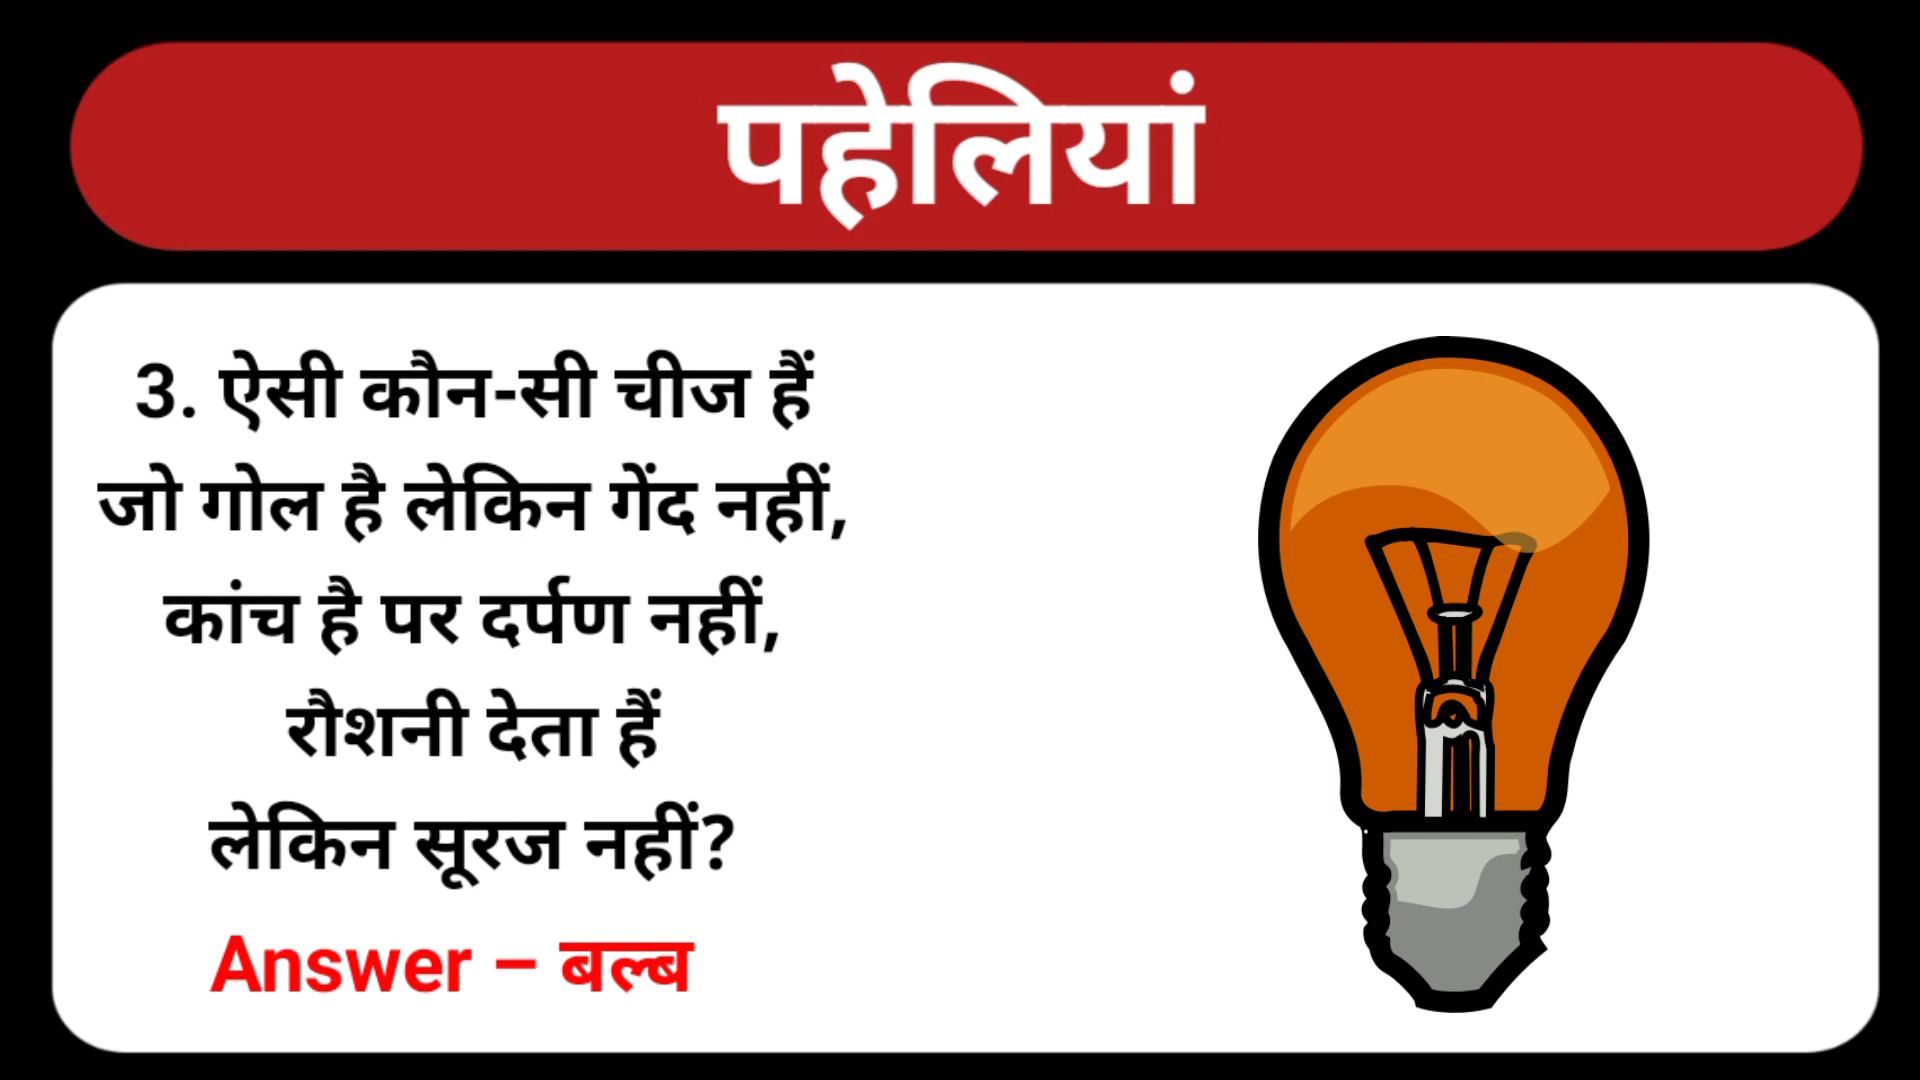 पहेलियां
3. ऐसी कौन-सी चीज हैं
जो गोल है लेकिन गेंद नहीं,
कांच है पर दर्पण नहीं,
रौशनी देता हैं
लेकिन सूरज नहीं?
Answer – बल्ब